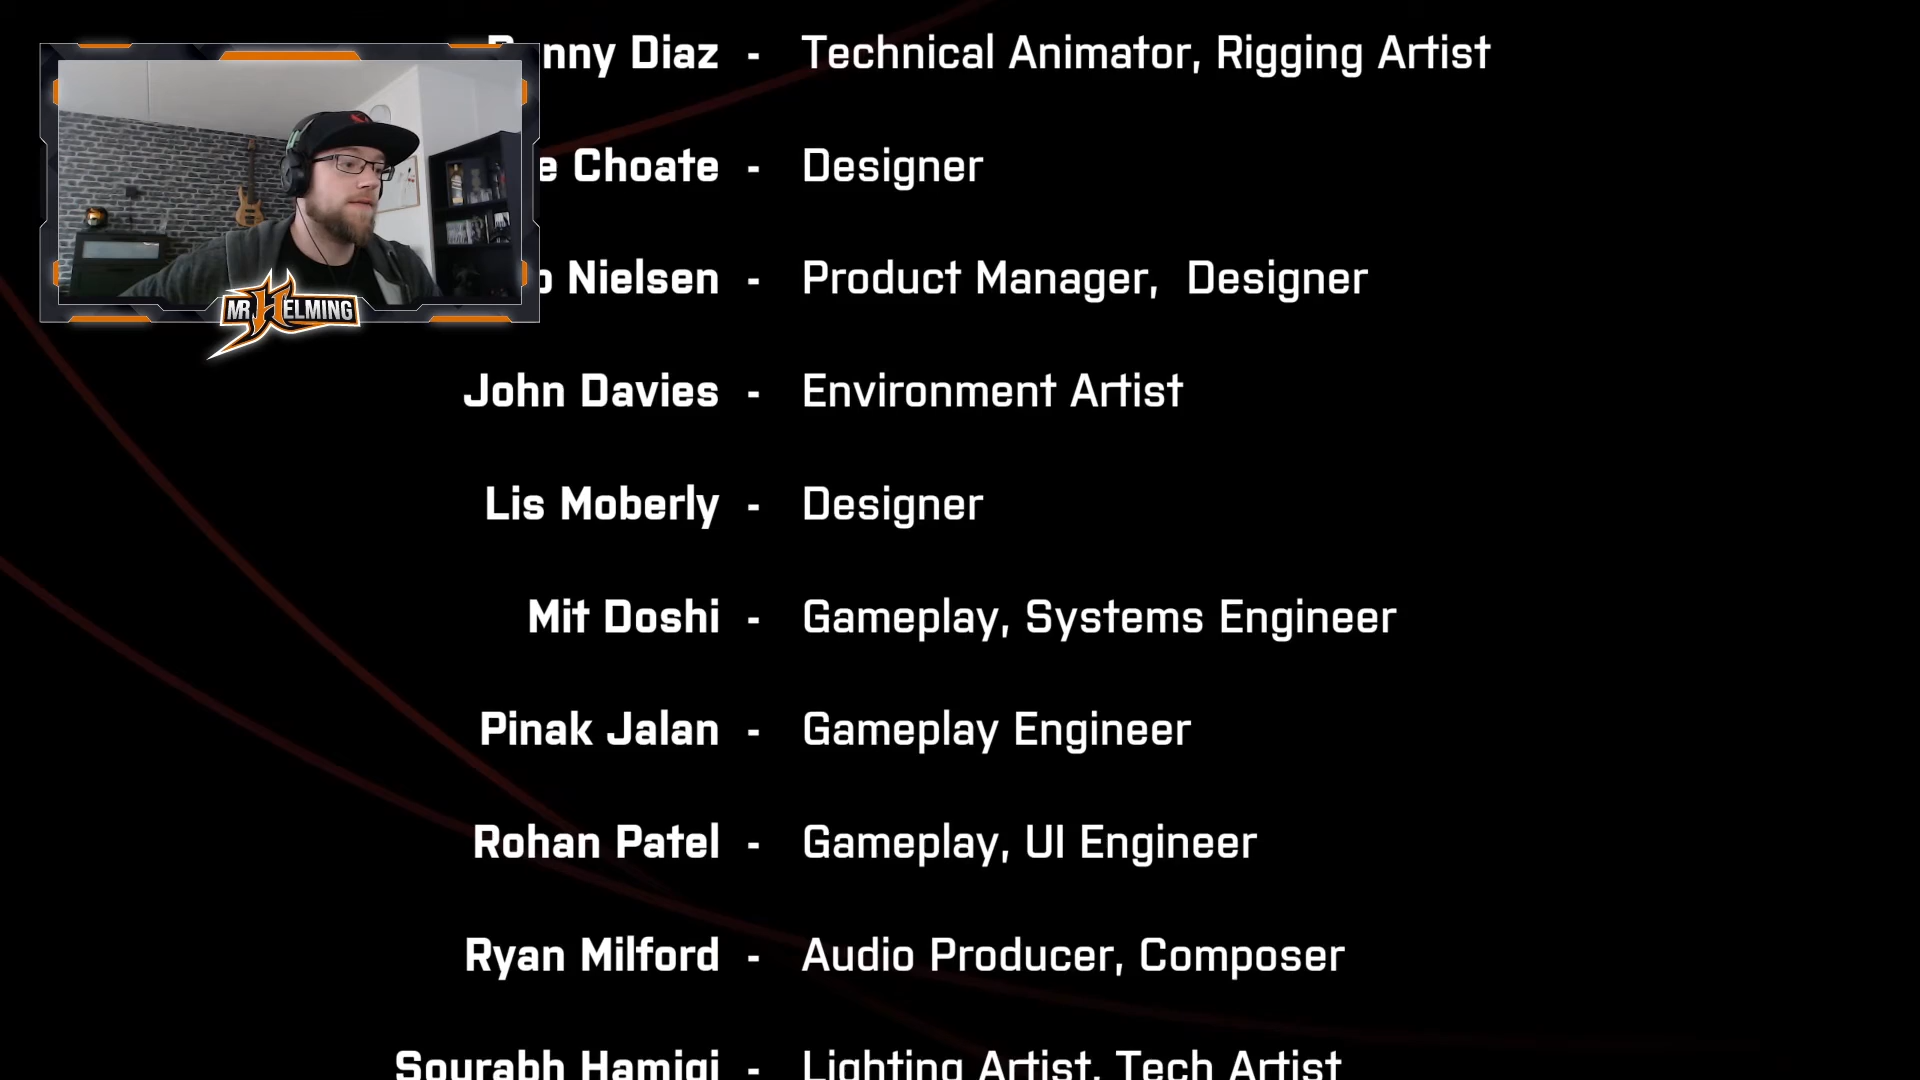 Diaz - Technical Animator, Rigging Artist
Choate - Designer
Nielsen - Product Manager, Designer
MR HELMING
John Davies - Environment Artist
Lis Moberly - Designer
Mit Doshi - Gameplay, Systems Engineer
Pinak Jalan - Gameplay Engineer
Rohan Patel - Gameplay, UI Engineer
Ryan Milford - Audio Producer, Composer
Sourabh Hamigi - Lighting Artist, Tech Artist